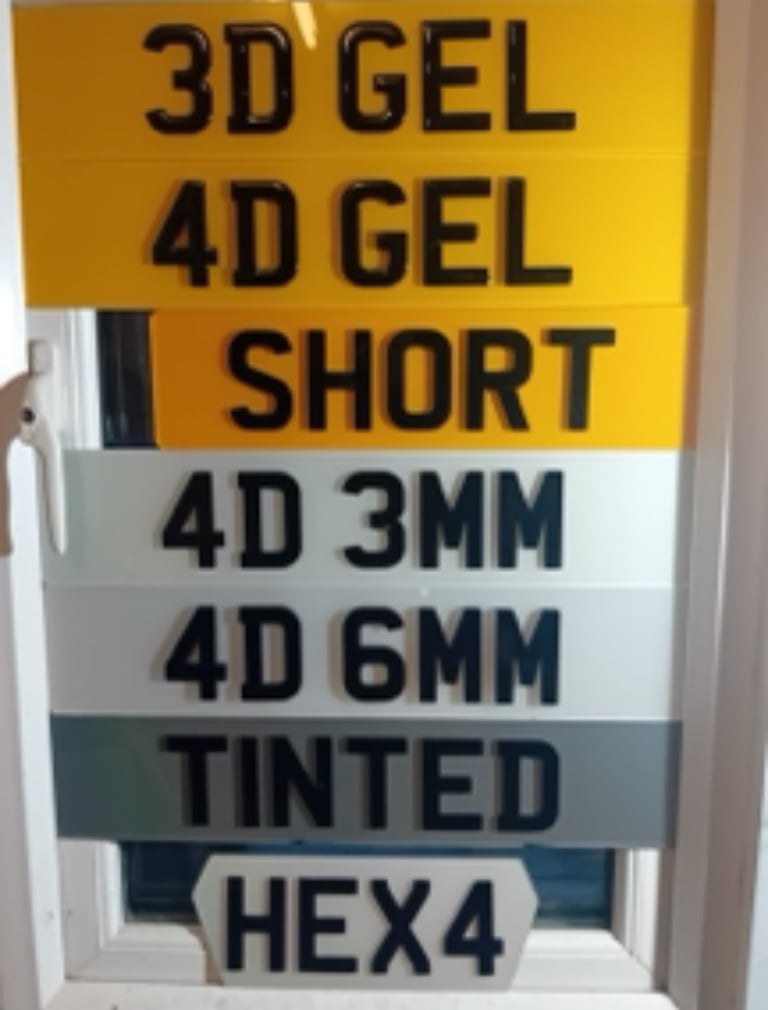 3D GEL
4D GEL
SHORT
4D 3MM
4D 6MM
TINTED
HEX4